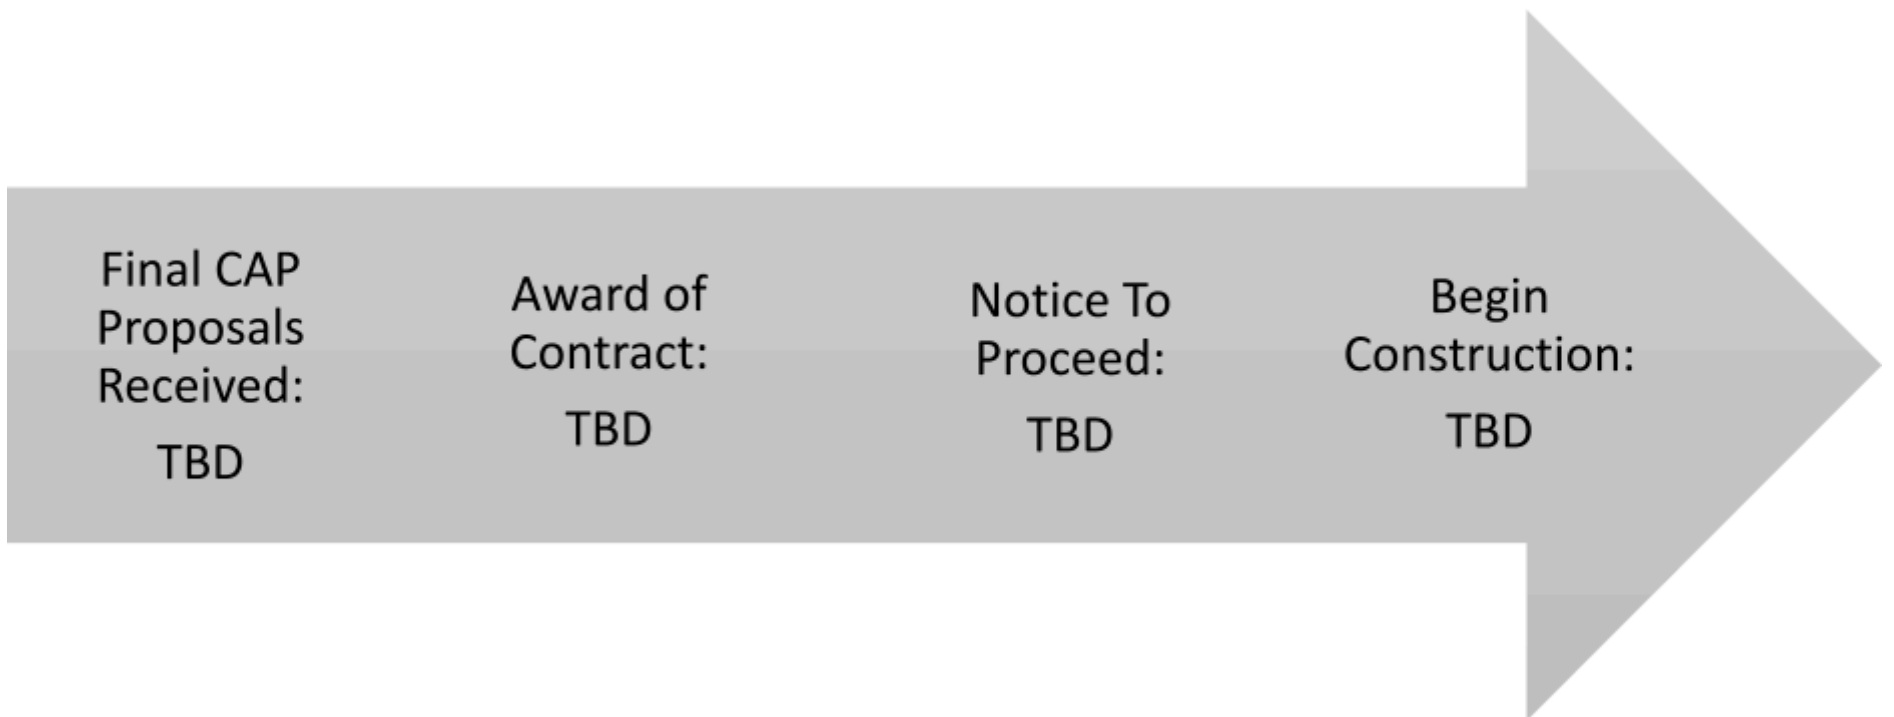 Final CAP
Proposals
Received:
TBD
Award of
Contract:
TBD
Notice To
Proceed:
TBD
Begin
Construction:
TBD